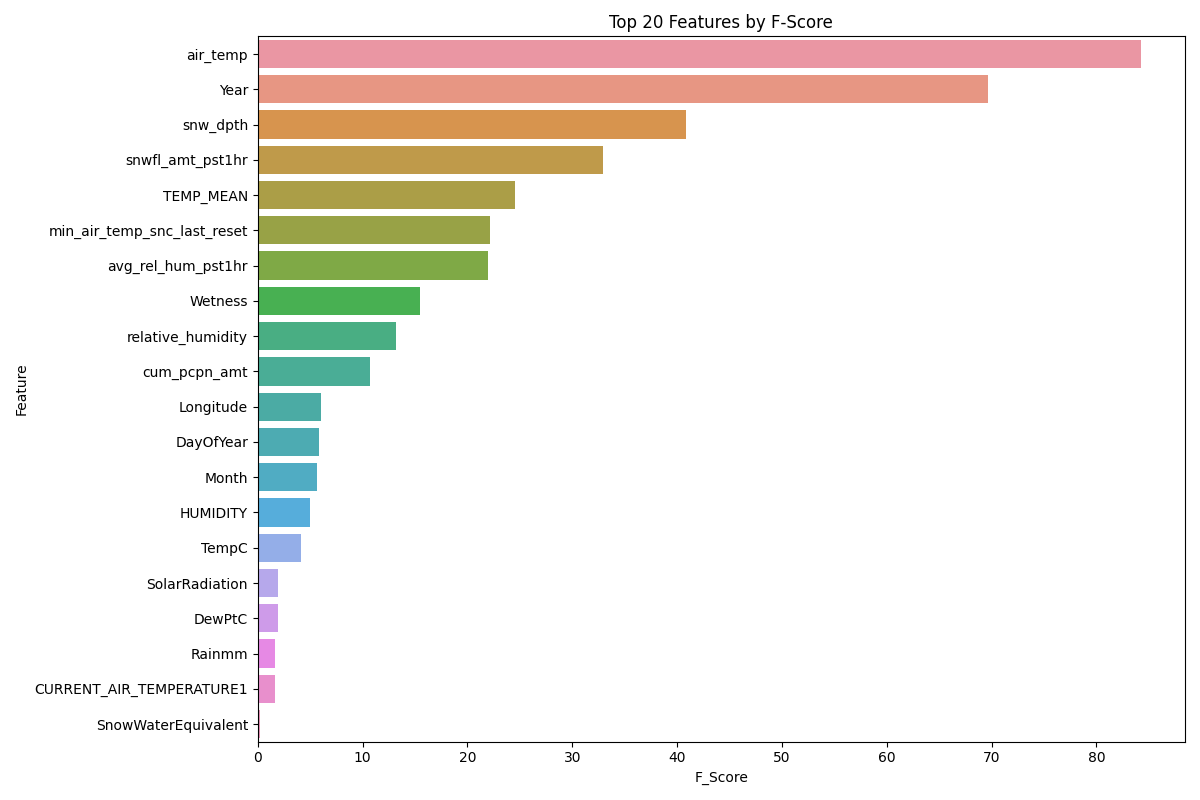 Top 20 Features by F-Score
Feature
air_temp
Year
snw_dpth
snwfl_amt_pst1hr
TEMP_MEAN
min_air_temp_snc_last_reset
avg_rel_hum_pst1hr
Wetness
relative_humidity
cum_pcpn_amt
Longitude
DayOfYear
Month
HUMIDITY
TempC
SolarRadiation
DewPtC
Rainmm
CURRENT_AIR_TEMPERATURE1
SnowWaterEquivalent
0 10 20 30 40 50 60 70 80
F_Score